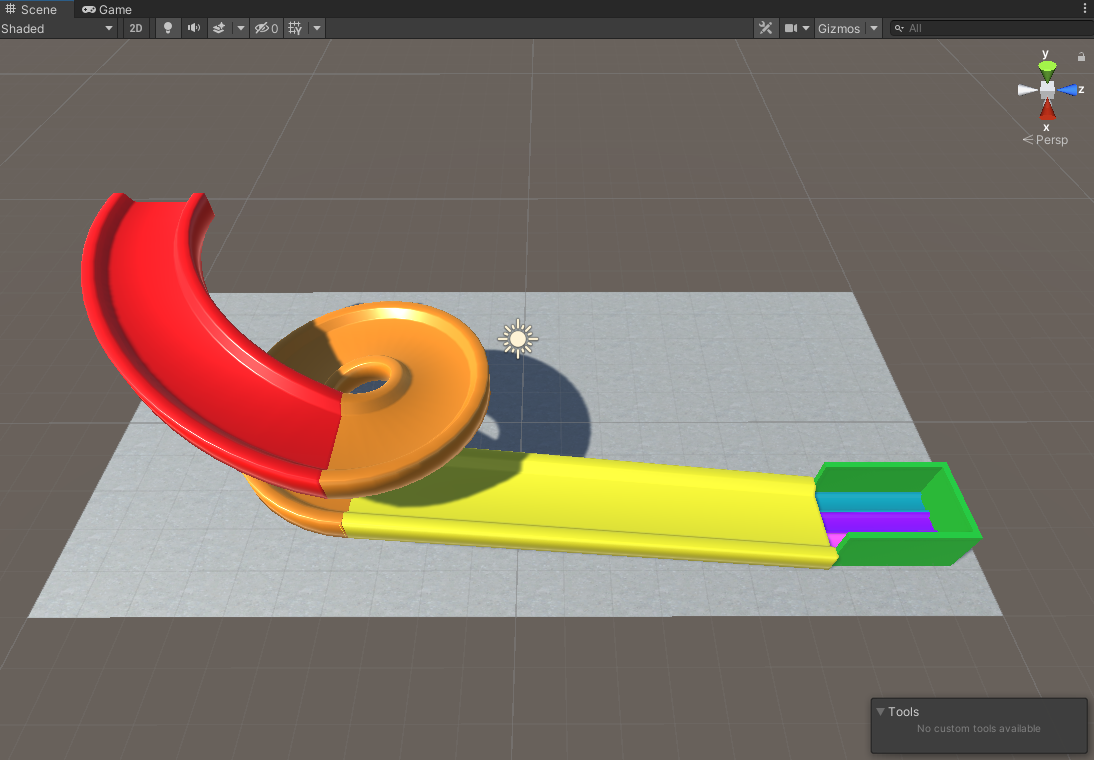 Scene Game
Shaded 2D 0 Gizmos All
y
z
x
Persp
Tools
No custom tools available